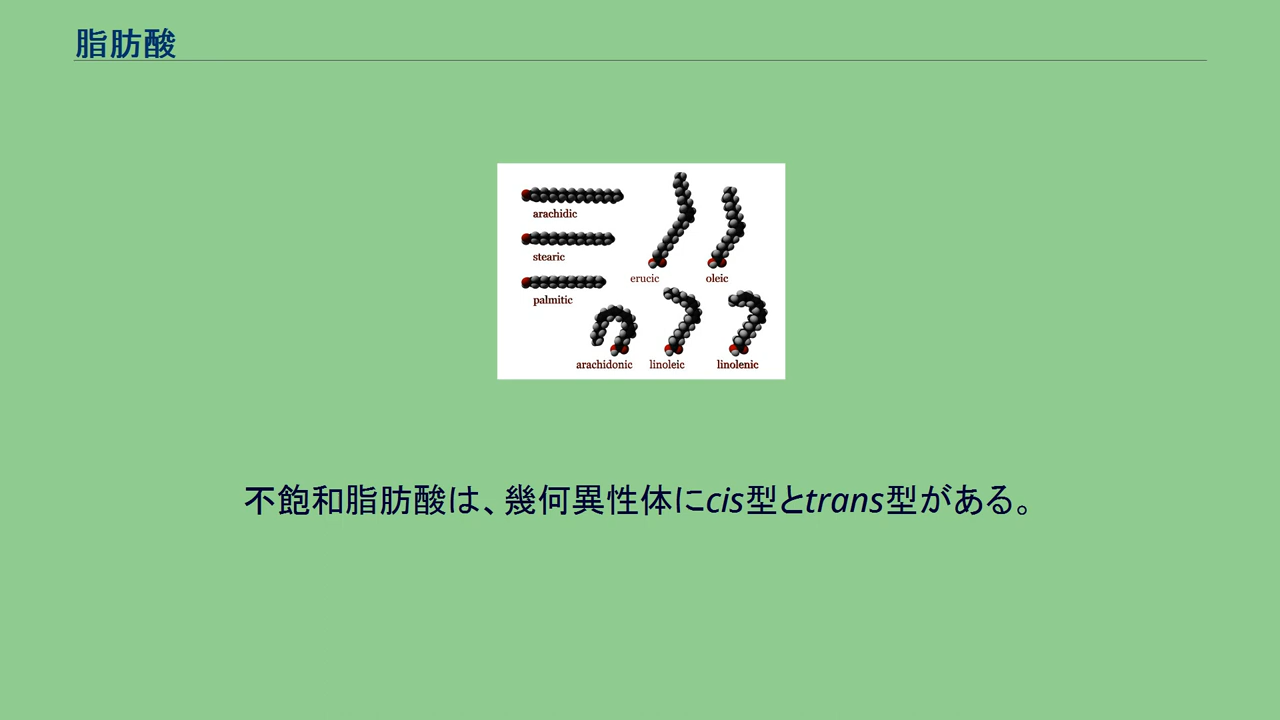 脂肪酸
arachidic
stearic
palmitic
erucic
oleic
arachidonic
linoleic
linolenic
不飽和脂肪酸は、幾何異性体にcis型とtrans型がある。